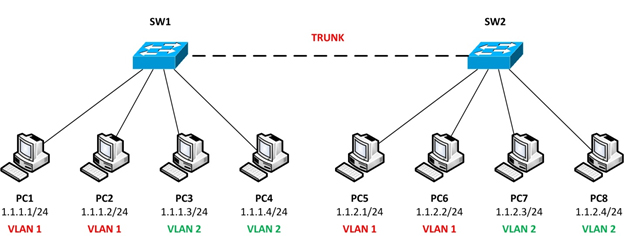 SW1 SW2
TRUNK
PC1 PC2 PC3 PC4 PC5 PC6 PC7 PC8
1.1.1.1/24 1.1.1.2/24 1.1.1.3/24 1.1.1.4/24 1.1.2.1/24 1.1.2.2/24 1.1.2.3/24 1.1.2.4/24
VLAN 1 VLAN 1 VLAN 2 VLAN 2 VLAN 1 VLAN 1 VLAN 2 VLAN 2